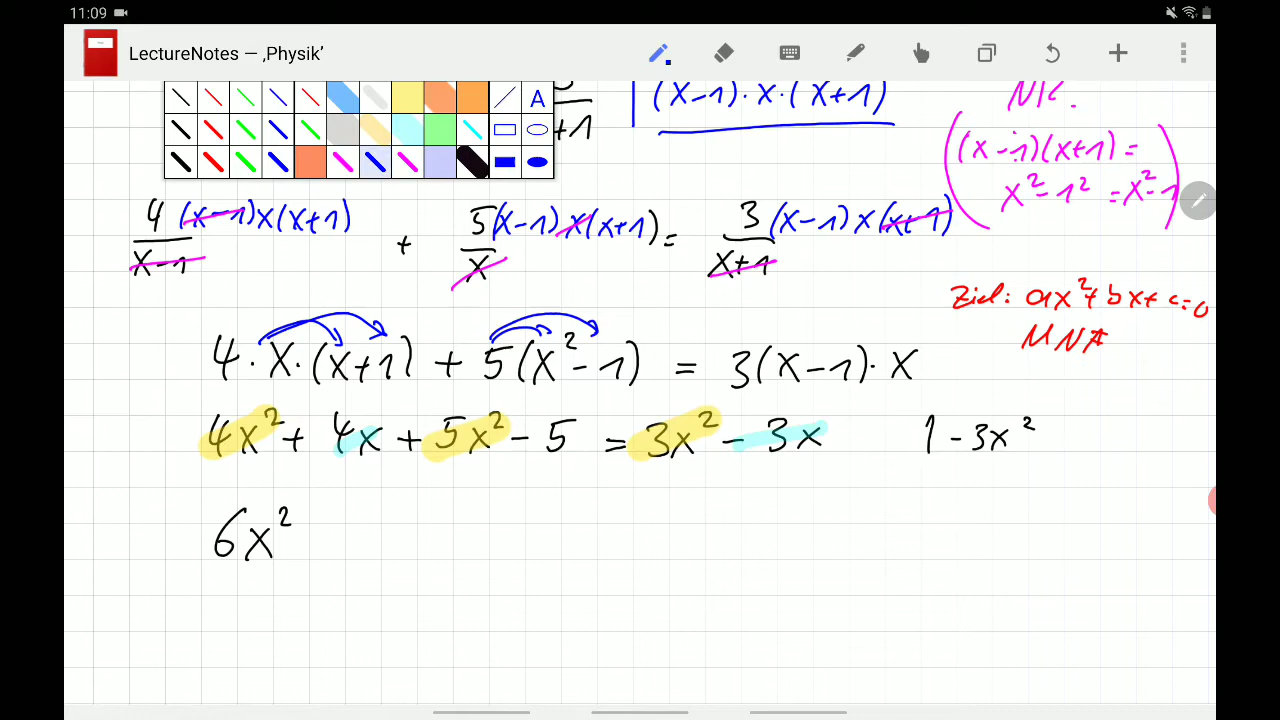 11:09
LectureNotes — ‚Physik‘
A
+1
(x−1)·x·(x+1)
NR.
(x−1)(x+1) =
x² − 1² = x² − 1
4 (x−1)x(x+1)
x−1
+
5(x−1)x(x+1) =
x
3 (x−1)x(x+1)
x+1
Ziel: ax² + bx + c = 0
MNF
4 · x · (x+1) + 5(x² − 1) = 3(x−1) · x
4x² + 4x + 5x² − 5 = 3x² − 3x | − 3x²
6x²